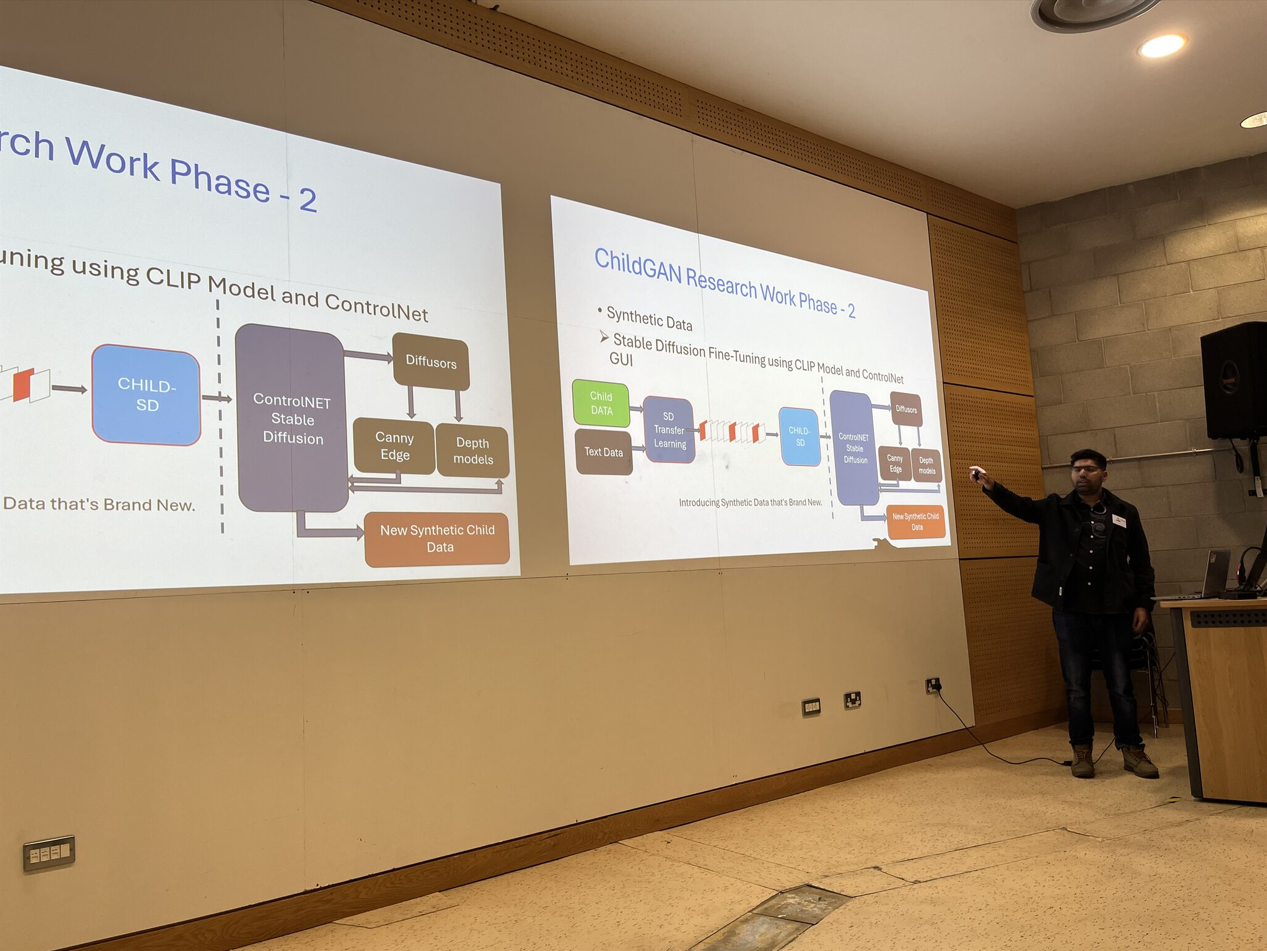 rch Work Phase - 2
uning using CLIP Model and ControlNet
CHILD-
SD
ControlNET
Stable
Diffusion
Diffusors
Canny
Edge
Depth
models
Data that's Brand New.
New Synthetic Child
Data
ChildGAN Research Work Phase - 2
• Synthetic Data
➢ Stable Diffusion Fine-Tuning using CLIP Model and ControlNet
GUI
Child
DATA
Text Data
SD
Transfer
Learning
CHILD-
SD
ControlNET
Stable
Diffusion
Diffusors
Canny
Edge
Depth
models
Introducing Synthetic Data that's Brand New.
New Synthetic Child
Data